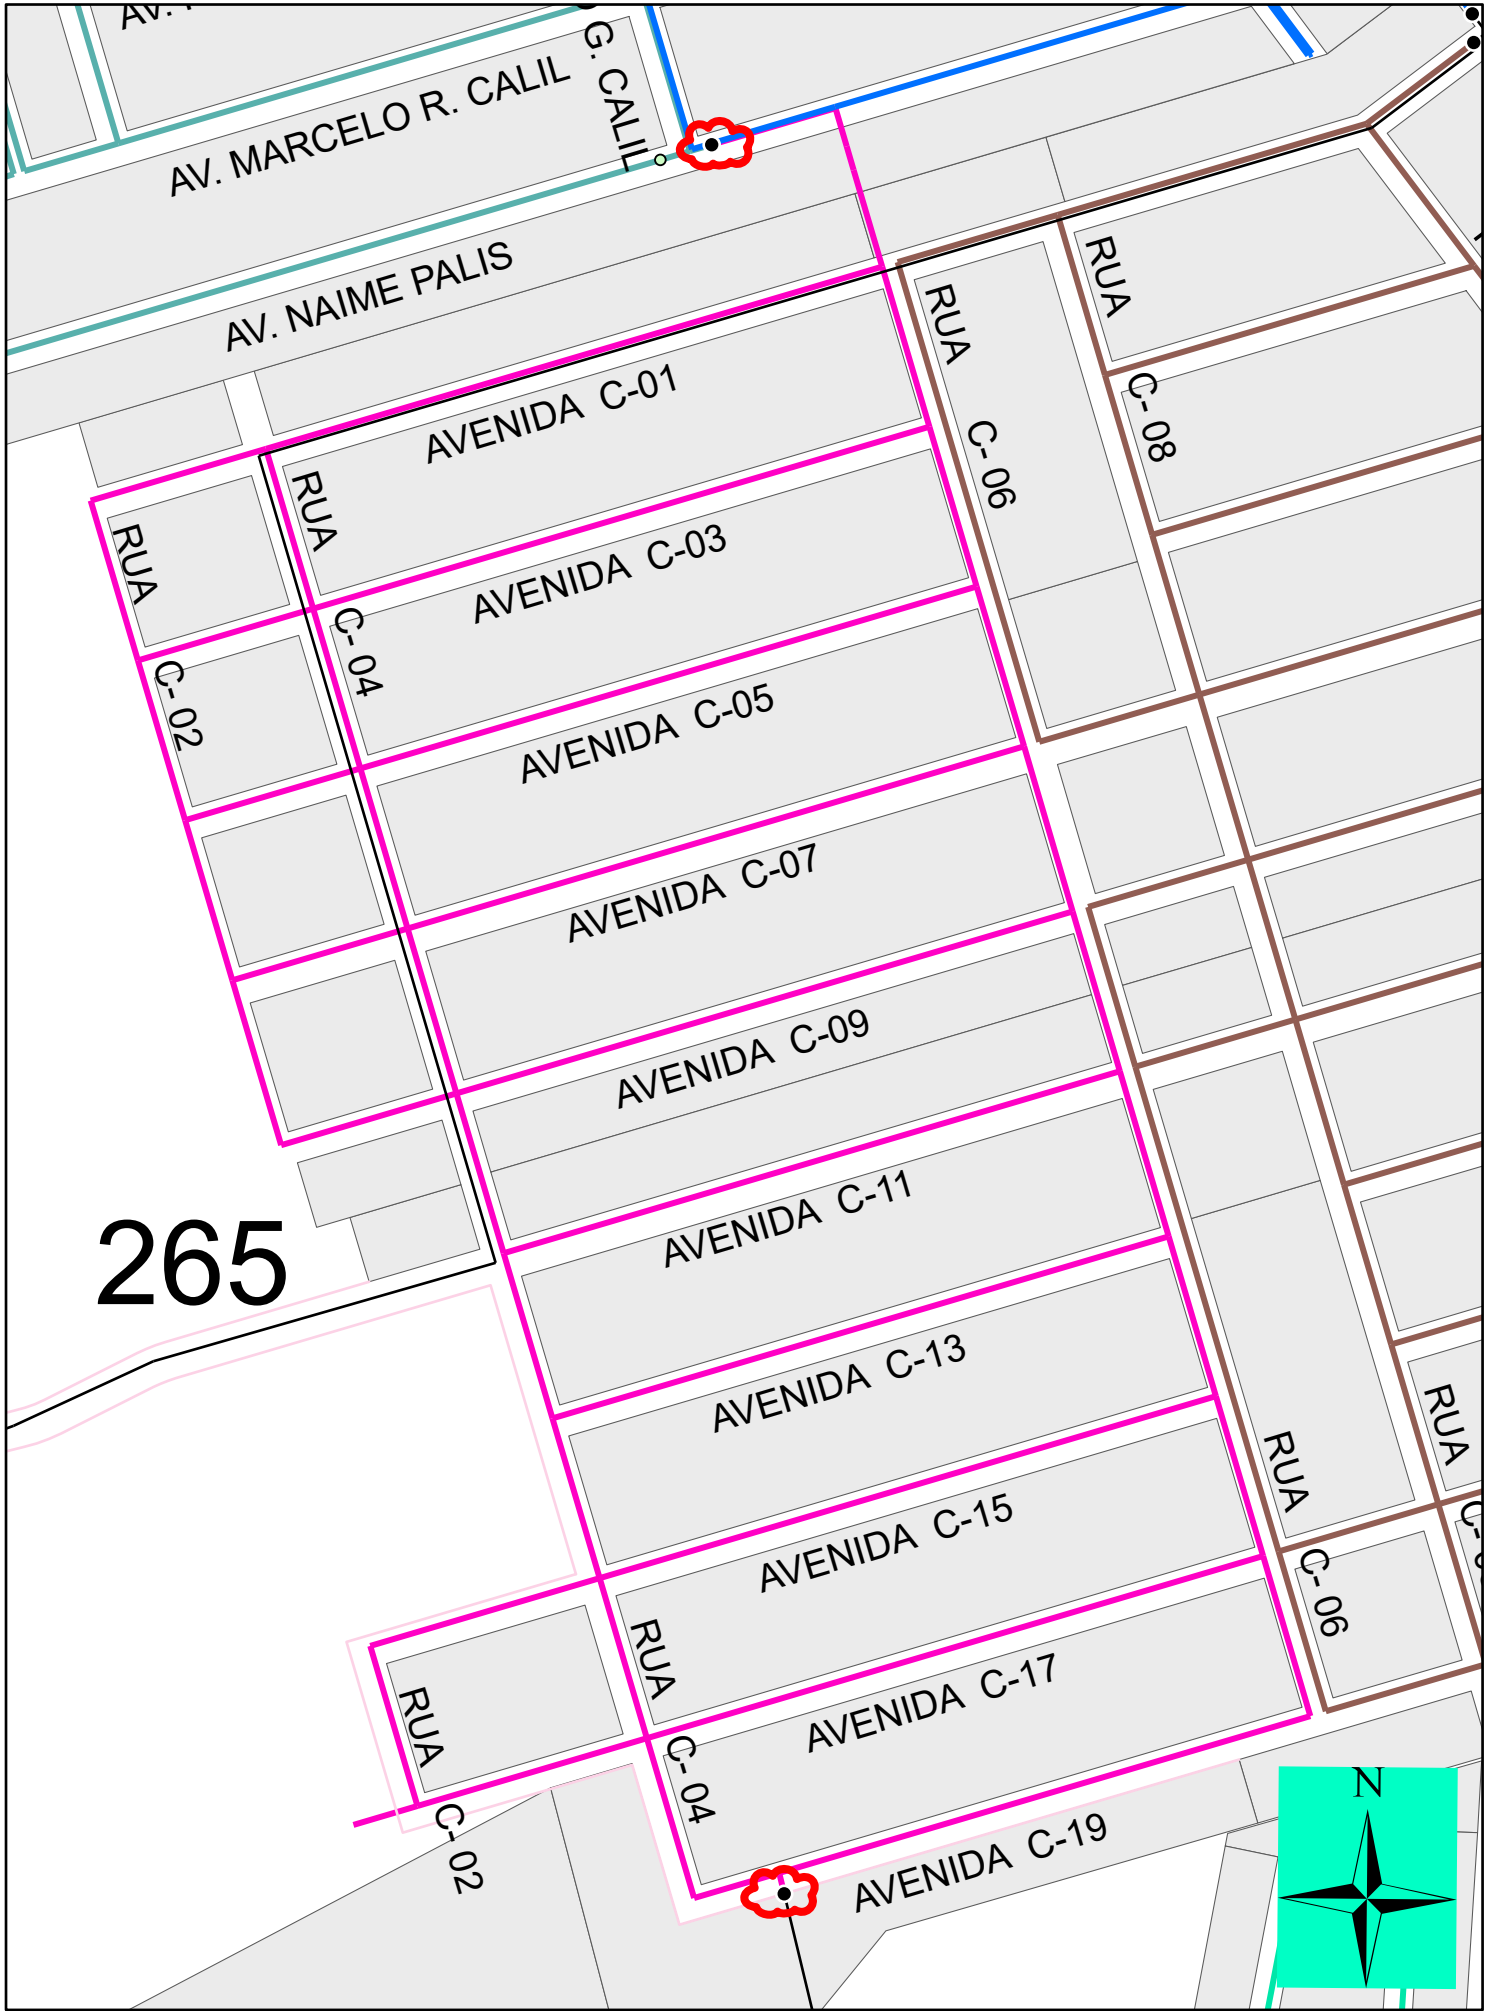 AV.
G. CALIL
AV. MARCELO R. CALIL
AV. NAIME PALIS
RUA
RUA
C-08
C-06
AVENIDA C-01
RUA
RUA
C-04
C-02
AVENIDA C-03
AVENIDA C-05
AVENIDA C-07
AVENIDA C-09
AVENIDA C-11
265
AVENIDA C-13
RUA
RUA
C-06
AVENIDA C-15
RUA
C-04
AVENIDA C-17
RUA
C-02
AVENIDA C-19
N